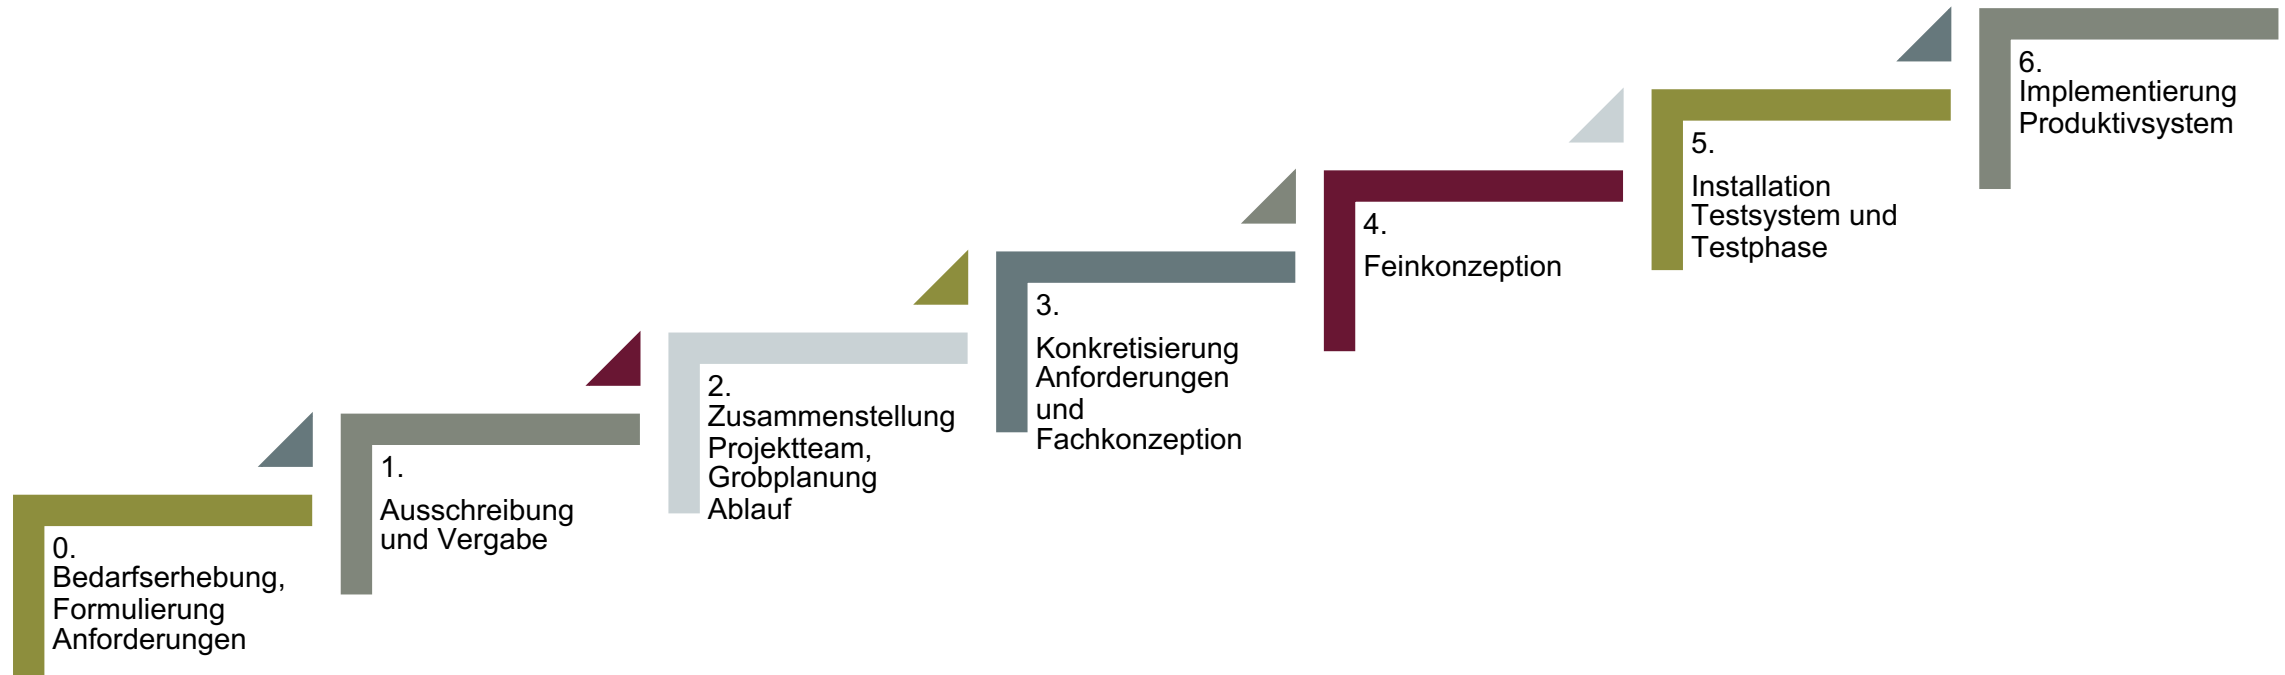 0.
Bedarfserhebung,
Formulierung
Anforderungen
1.
Ausschreibung
und Vergabe
2.
Zusammenstellung
Projektteam,
Grobplanung
Ablauf
3.
Konkretisierung
Anforderungen
und
Fachkonzeption
4.
Feinkonzeption
5.
Installation
Testsystem und
Testphase
6.
Implementierung
Produktivsystem